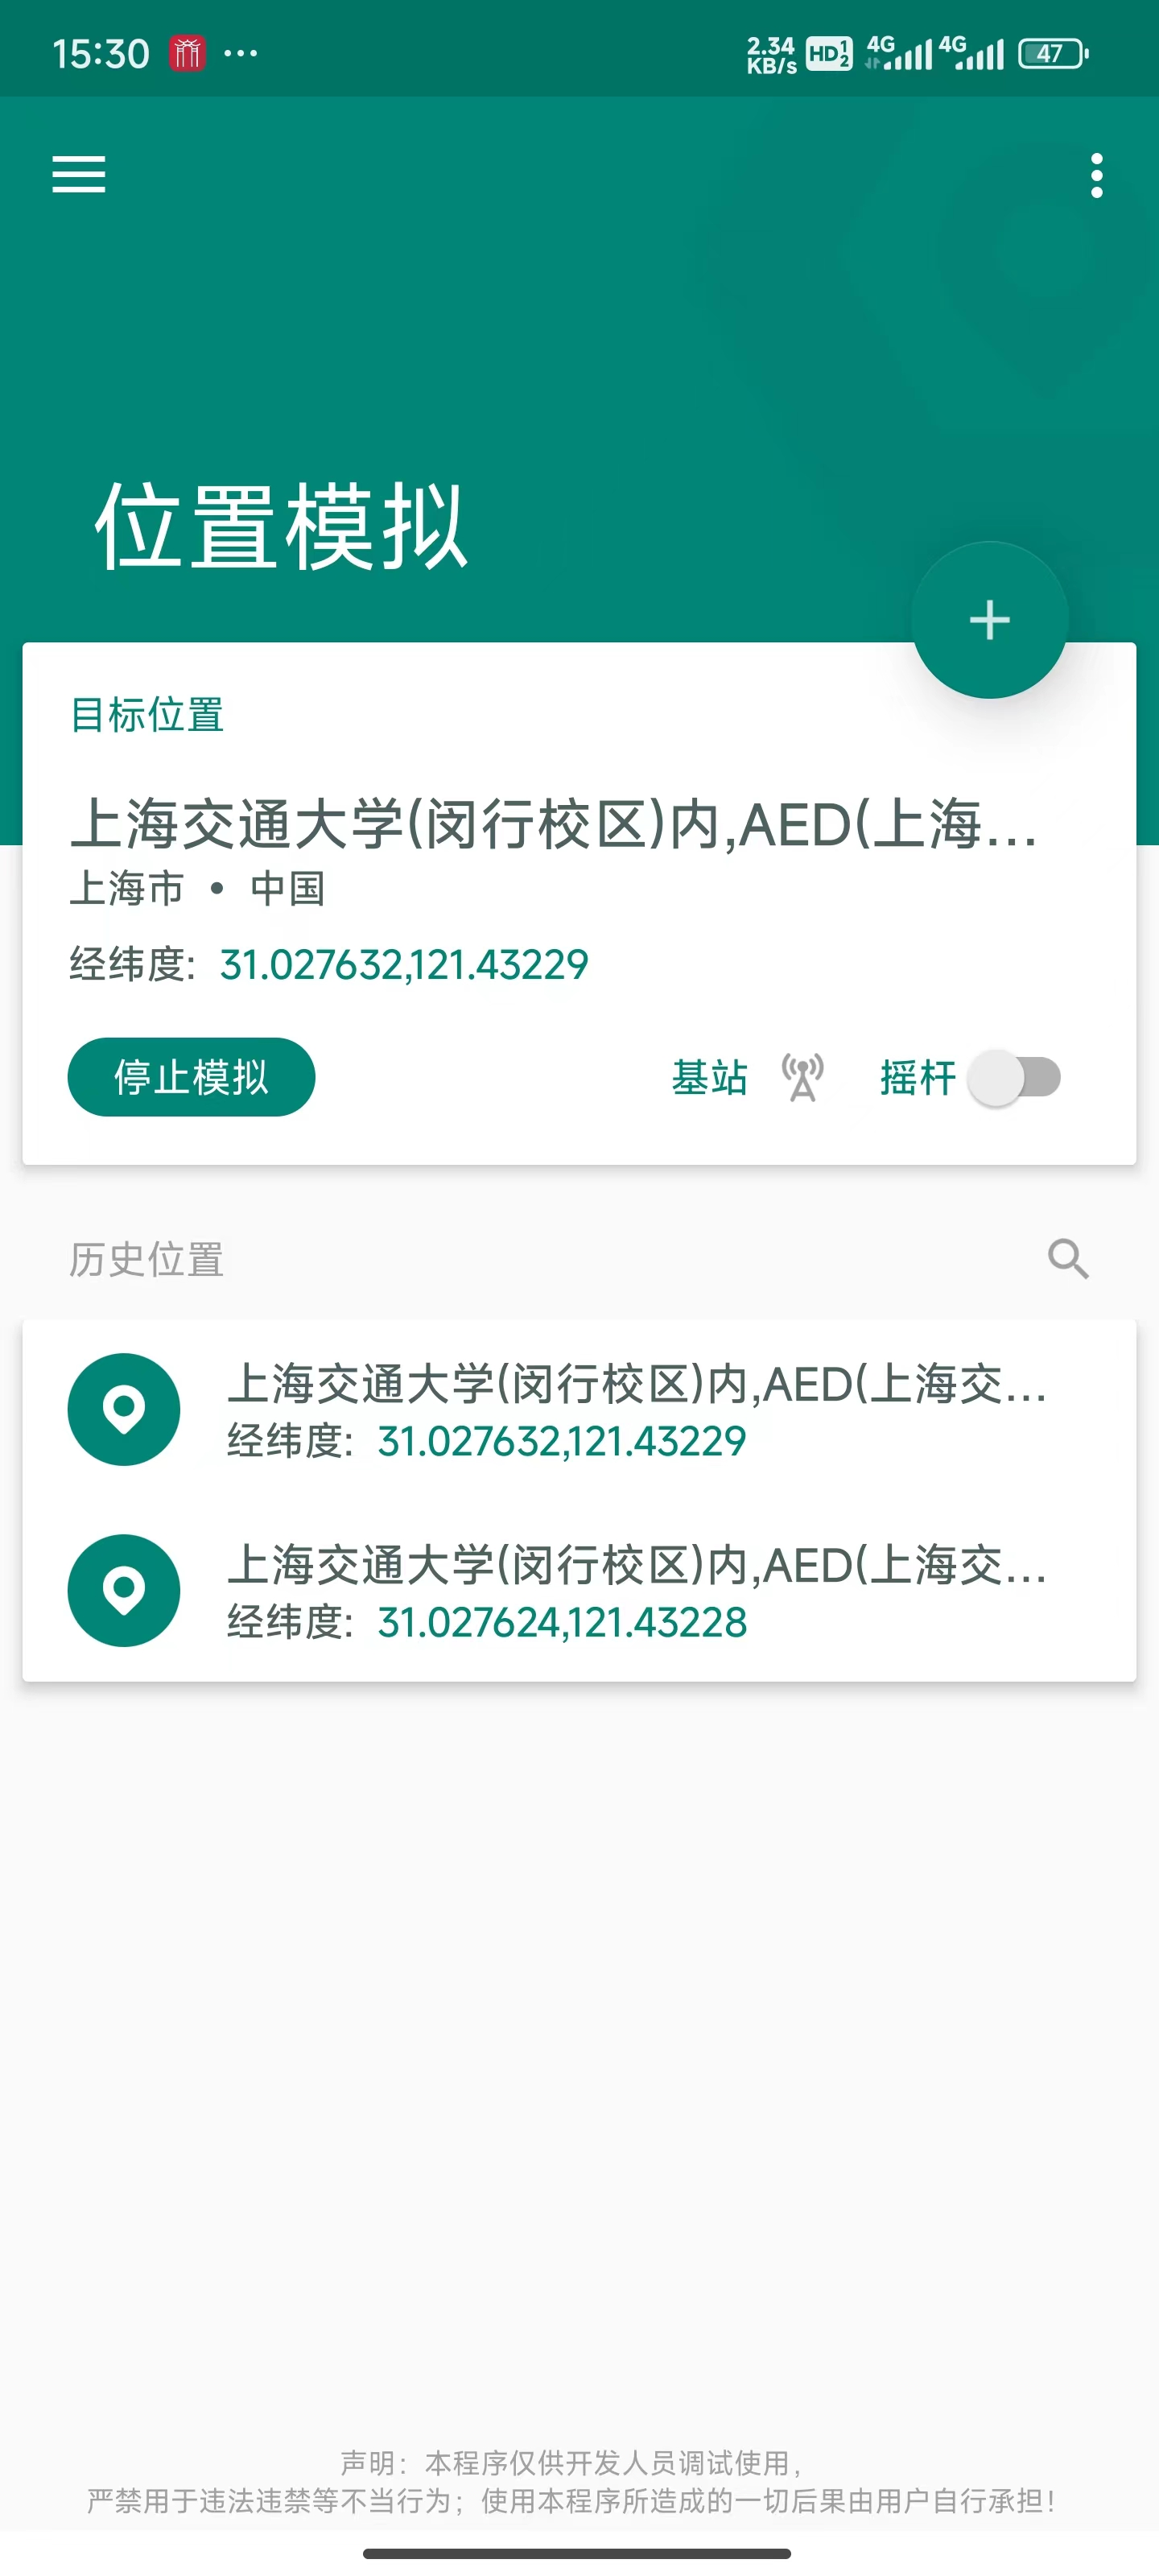 15:30 ... 2.34 KB/s HD 1 2 4G 4G 47
位置模拟
目标位置
上海交通大学(闵行校区)内,AED(上海...
上海市 • 中国
经纬度: 31.027632,121.43229
停止模拟 基站 摇杆
历史位置
上海交通大学(闵行校区)内,AED(上海交...
经纬度: 31.027632,121.43229
上海交通大学(闵行校区)内,AED(上海交...
经纬度: 31.027624,121.43228
声明：本程序仅供开发人员调试使用，
严禁用于违法违禁等不当行为；使用本程序所造成的一切后果由用户自行承担！